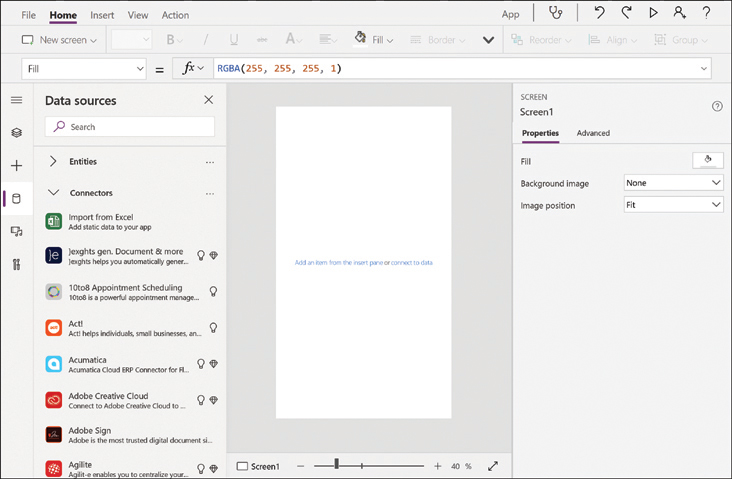 File Home Insert View Action App
New screen B / U abc A Fill Border Reorder Align Group
Fill = fx RGBA(255, 255, 255, 1)
Data sources
Search
Entities
Connectors
Import from Excel
Add static data to your app
Jexghts gen. Document & more
Jexghts helps you automatically gener...
10to8 Appointment Scheduling
10to8 is a powerful appointment manage...
Act!
Act! helps individuals, small businesses, an...
Acumatica
Acumatica Cloud ERP Connector for Fl...
Adobe Creative Cloud
Connect to Adobe Creative Cloud to ...
Adobe Sign
Adobe is the most trusted digital document si...
Agilite
Agilit-e enables you to centralize your...
Add an item from the insert pane or connect to data
Screen1 40 %
SCREEN
Screen1
Properties Advanced
Fill
Background image None
Image position Fit